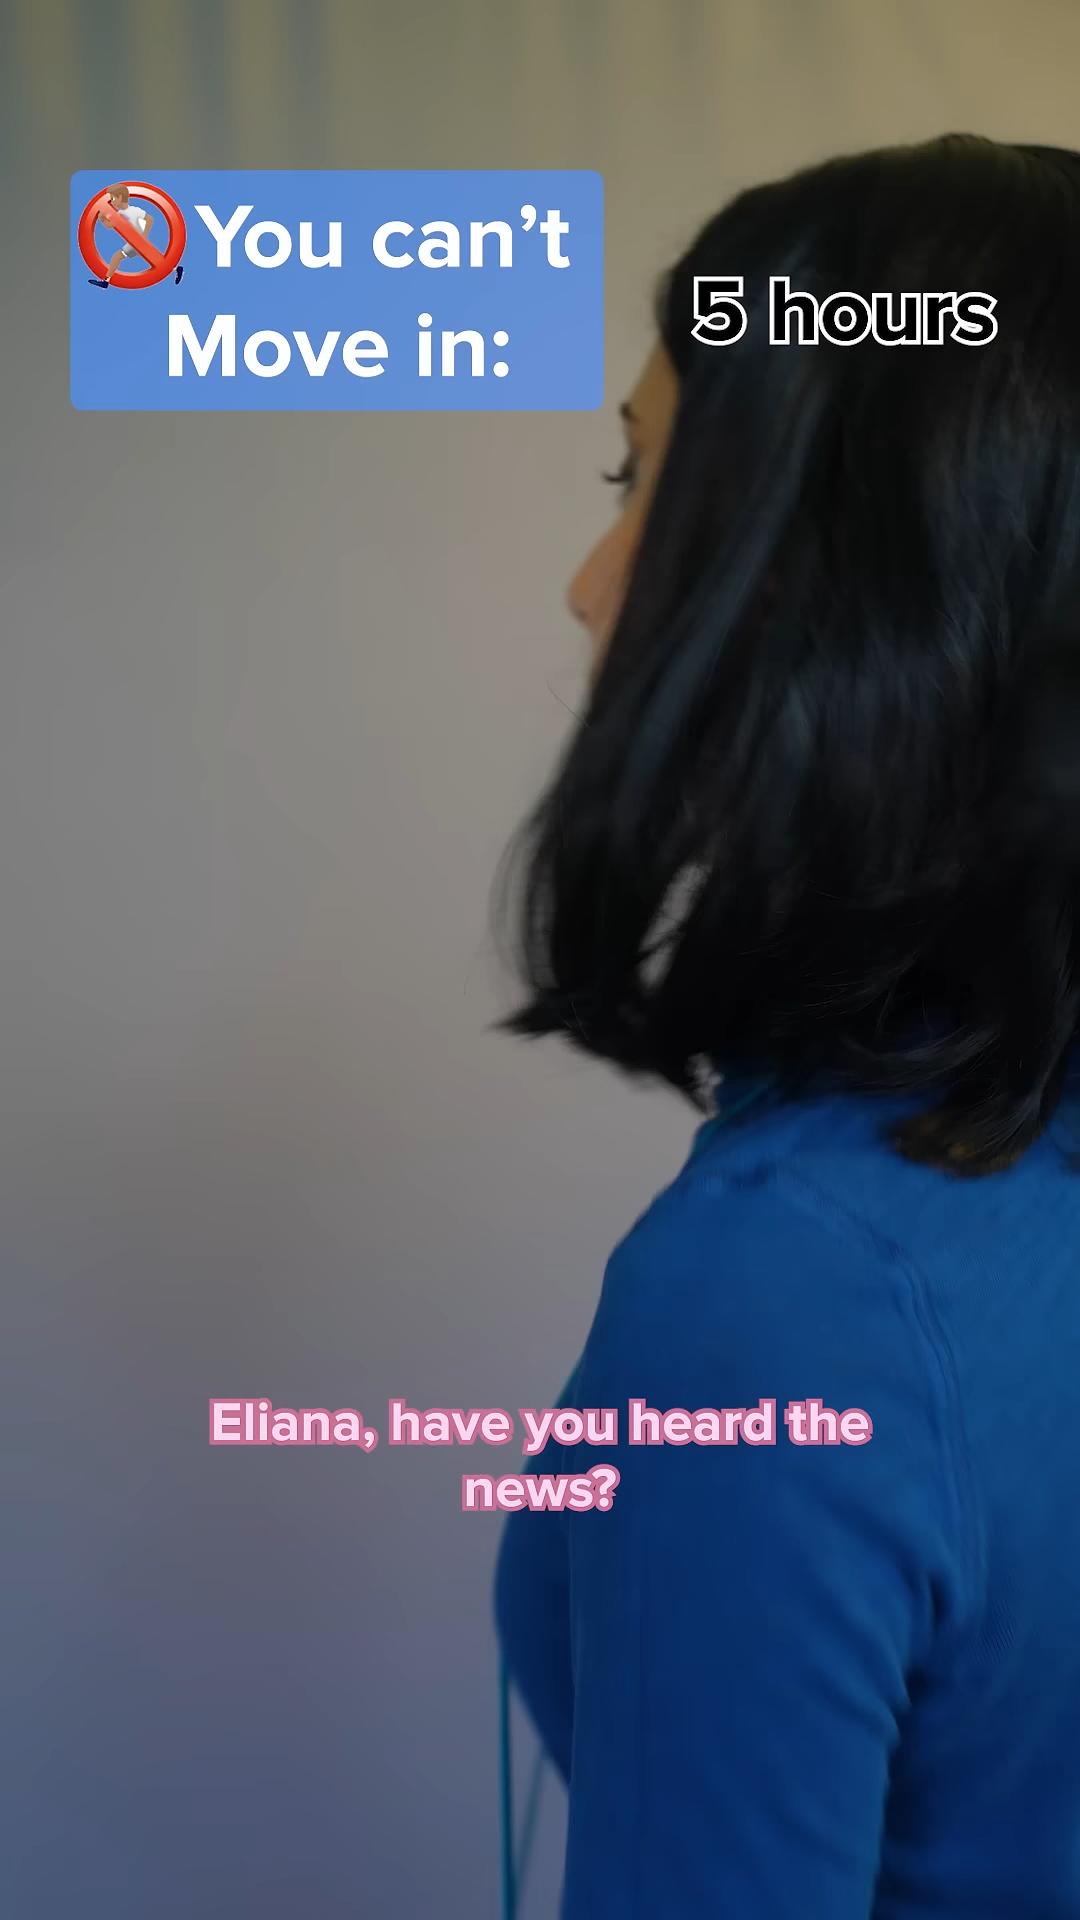 You can’t
Move in:
5 hours
Eliana, have you heard the
news?